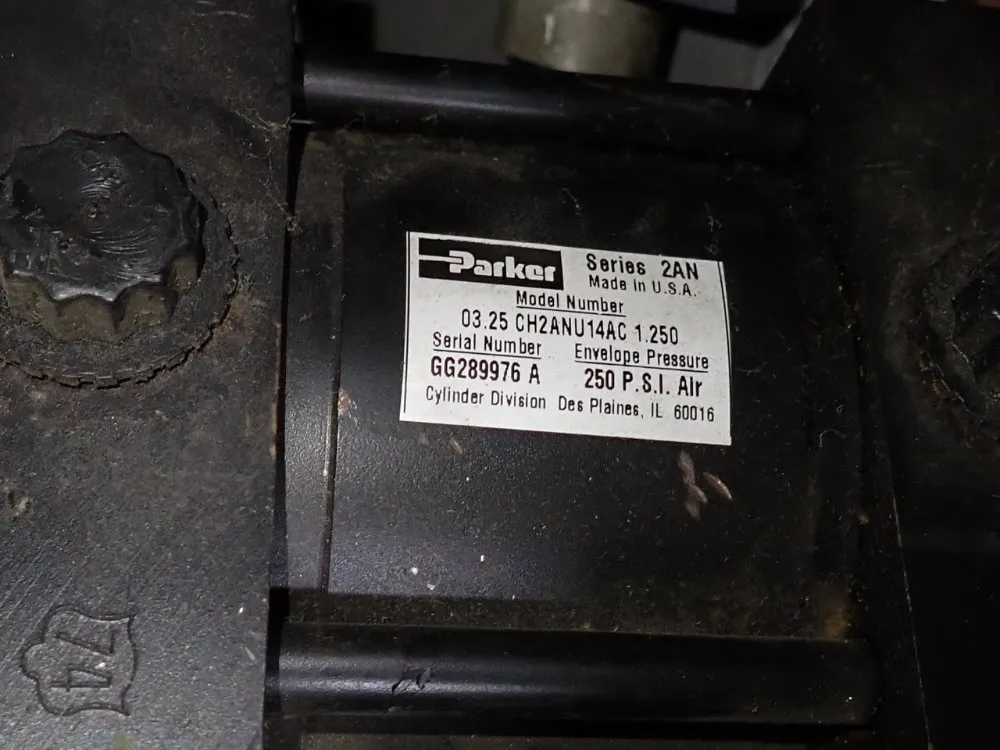 Parker
Series 2AN
Made in U.S.A.
Model Number
03.25 CH2ANU14AC 1.250
Serial Number Envelope Pressure
GG289976 A 250 P.S.I. Air
Cylinder Division Des Plaines, IL 60016
74